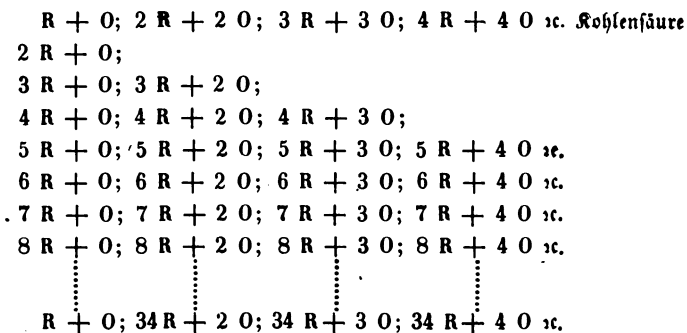 R + O; 2 R + 2 O; 3 R + 3 O; 4 R + 4 O ꝛc. Kohlensäure
2 R + O;
3 R + O; 3 R + 2 O;
4 R + O; 4 R + 2 O; 4 R + 3 O;
5 R + O; 5 R + 2 O; 5 R + 3 O; 5 R + 4 O ꝛc.
6 R + O; 6 R + 2 O; 6 R + 3 O; 6 R + 4 O ꝛc.
7 R + O; 7 R + 2 O; 7 R + 3 O; 7 R + 4 O ꝛc.
8 R + O; 8 R + 2 O; 8 R + 3 O; 8 R + 4 O ꝛc.
R + O; 34 R + 2 O; 34 R + 3 O; 34 R + 4 O ꝛc.